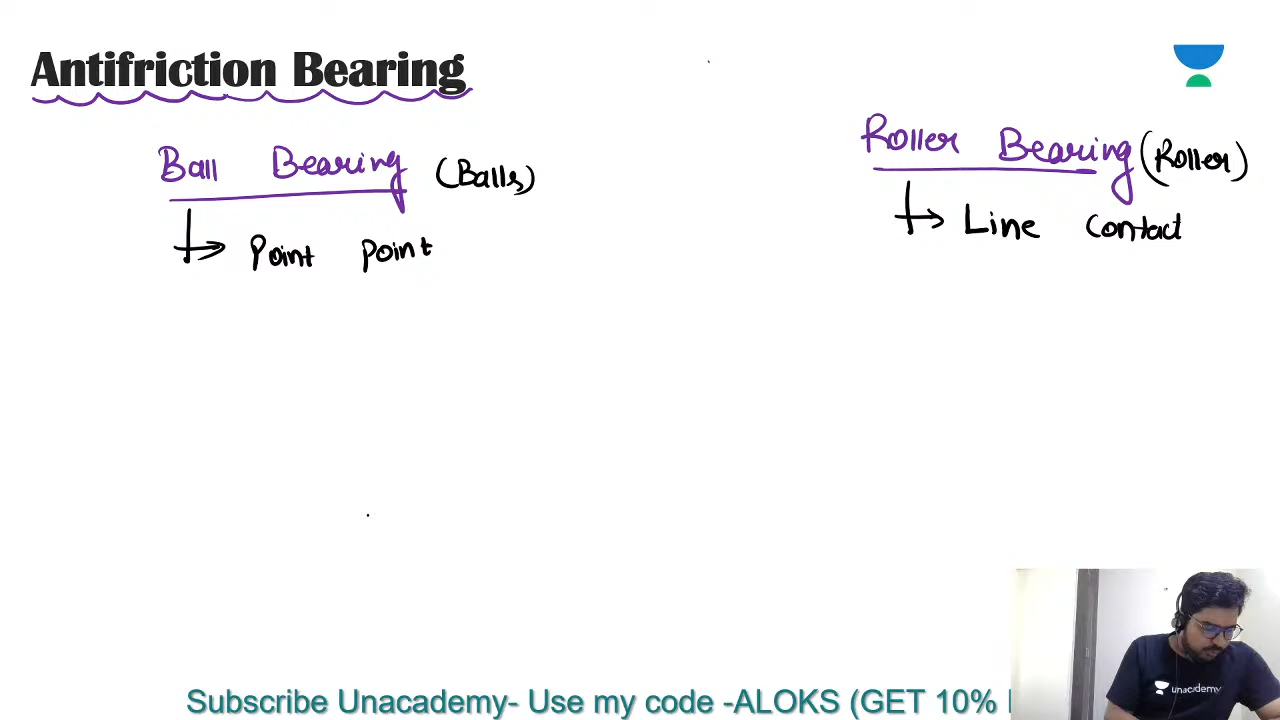 Antifriction Bearing
Ball Bearing (Balls)
Point Point
Roller Bearing (Roller)
Line Contact
unacademy
Subscribe Unacademy- Use my code -ALOKS (GET 10%